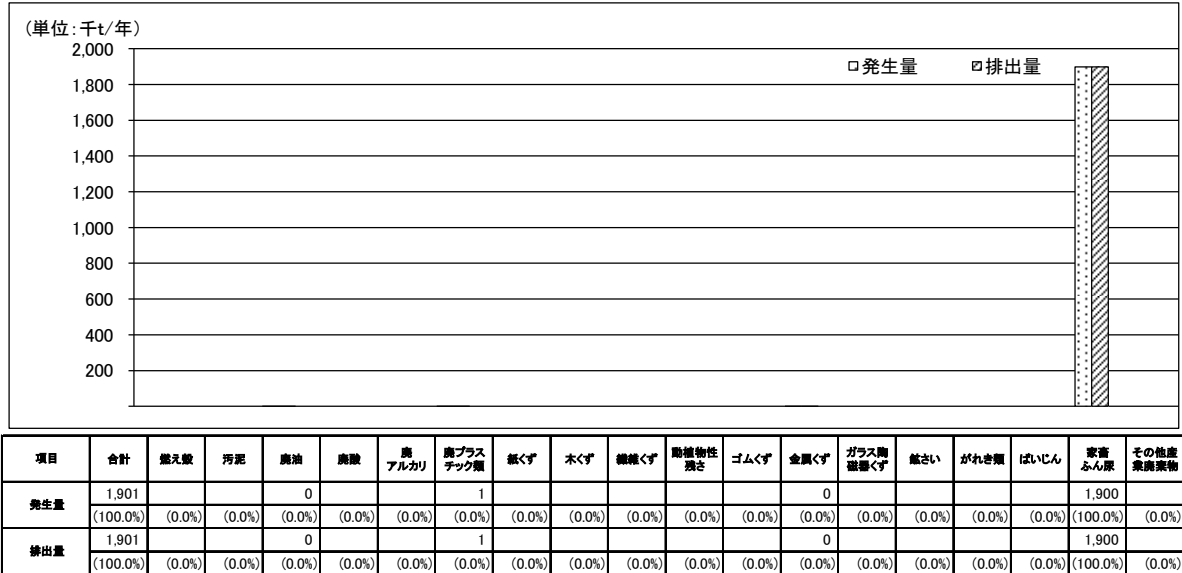 (単位:千t/年)
2,000
1,800
1,600
1,400
1,200
1,000
800
600
400
200
発生量 排出量
項目 合計 燃え殻 汚泥 廃油 廃酸 廃アルカリ 廃プラスチック類 紙くず 木くず 繊維くず 動植物性残さ ゴムくず 金属くず ガラス陶磁器くず 鉱さい がれき類 ばいじん 家畜ふん尿 その他産業廃棄物
発生量 1,901 0 1 0 1,900
(100.0%) (0.0%) (0.0%) (0.0%) (0.0%) (0.0%) (0.0%) (0.0%) (0.0%) (0.0%) (0.0%) (0.0%) (0.0%) (0.0%) (0.0%) (0.0%) (0.0%) (100.0%) (0.0%)
排出量 1,901 0 1 0 1,900
(100.0%) (0.0%) (0.0%) (0.0%) (0.0%) (0.0%) (0.0%) (0.0%) (0.0%) (0.0%) (0.0%) (0.0%) (0.0%) (0.0%) (0.0%) (0.0%) (0.0%) (100.0%) (0.0%)